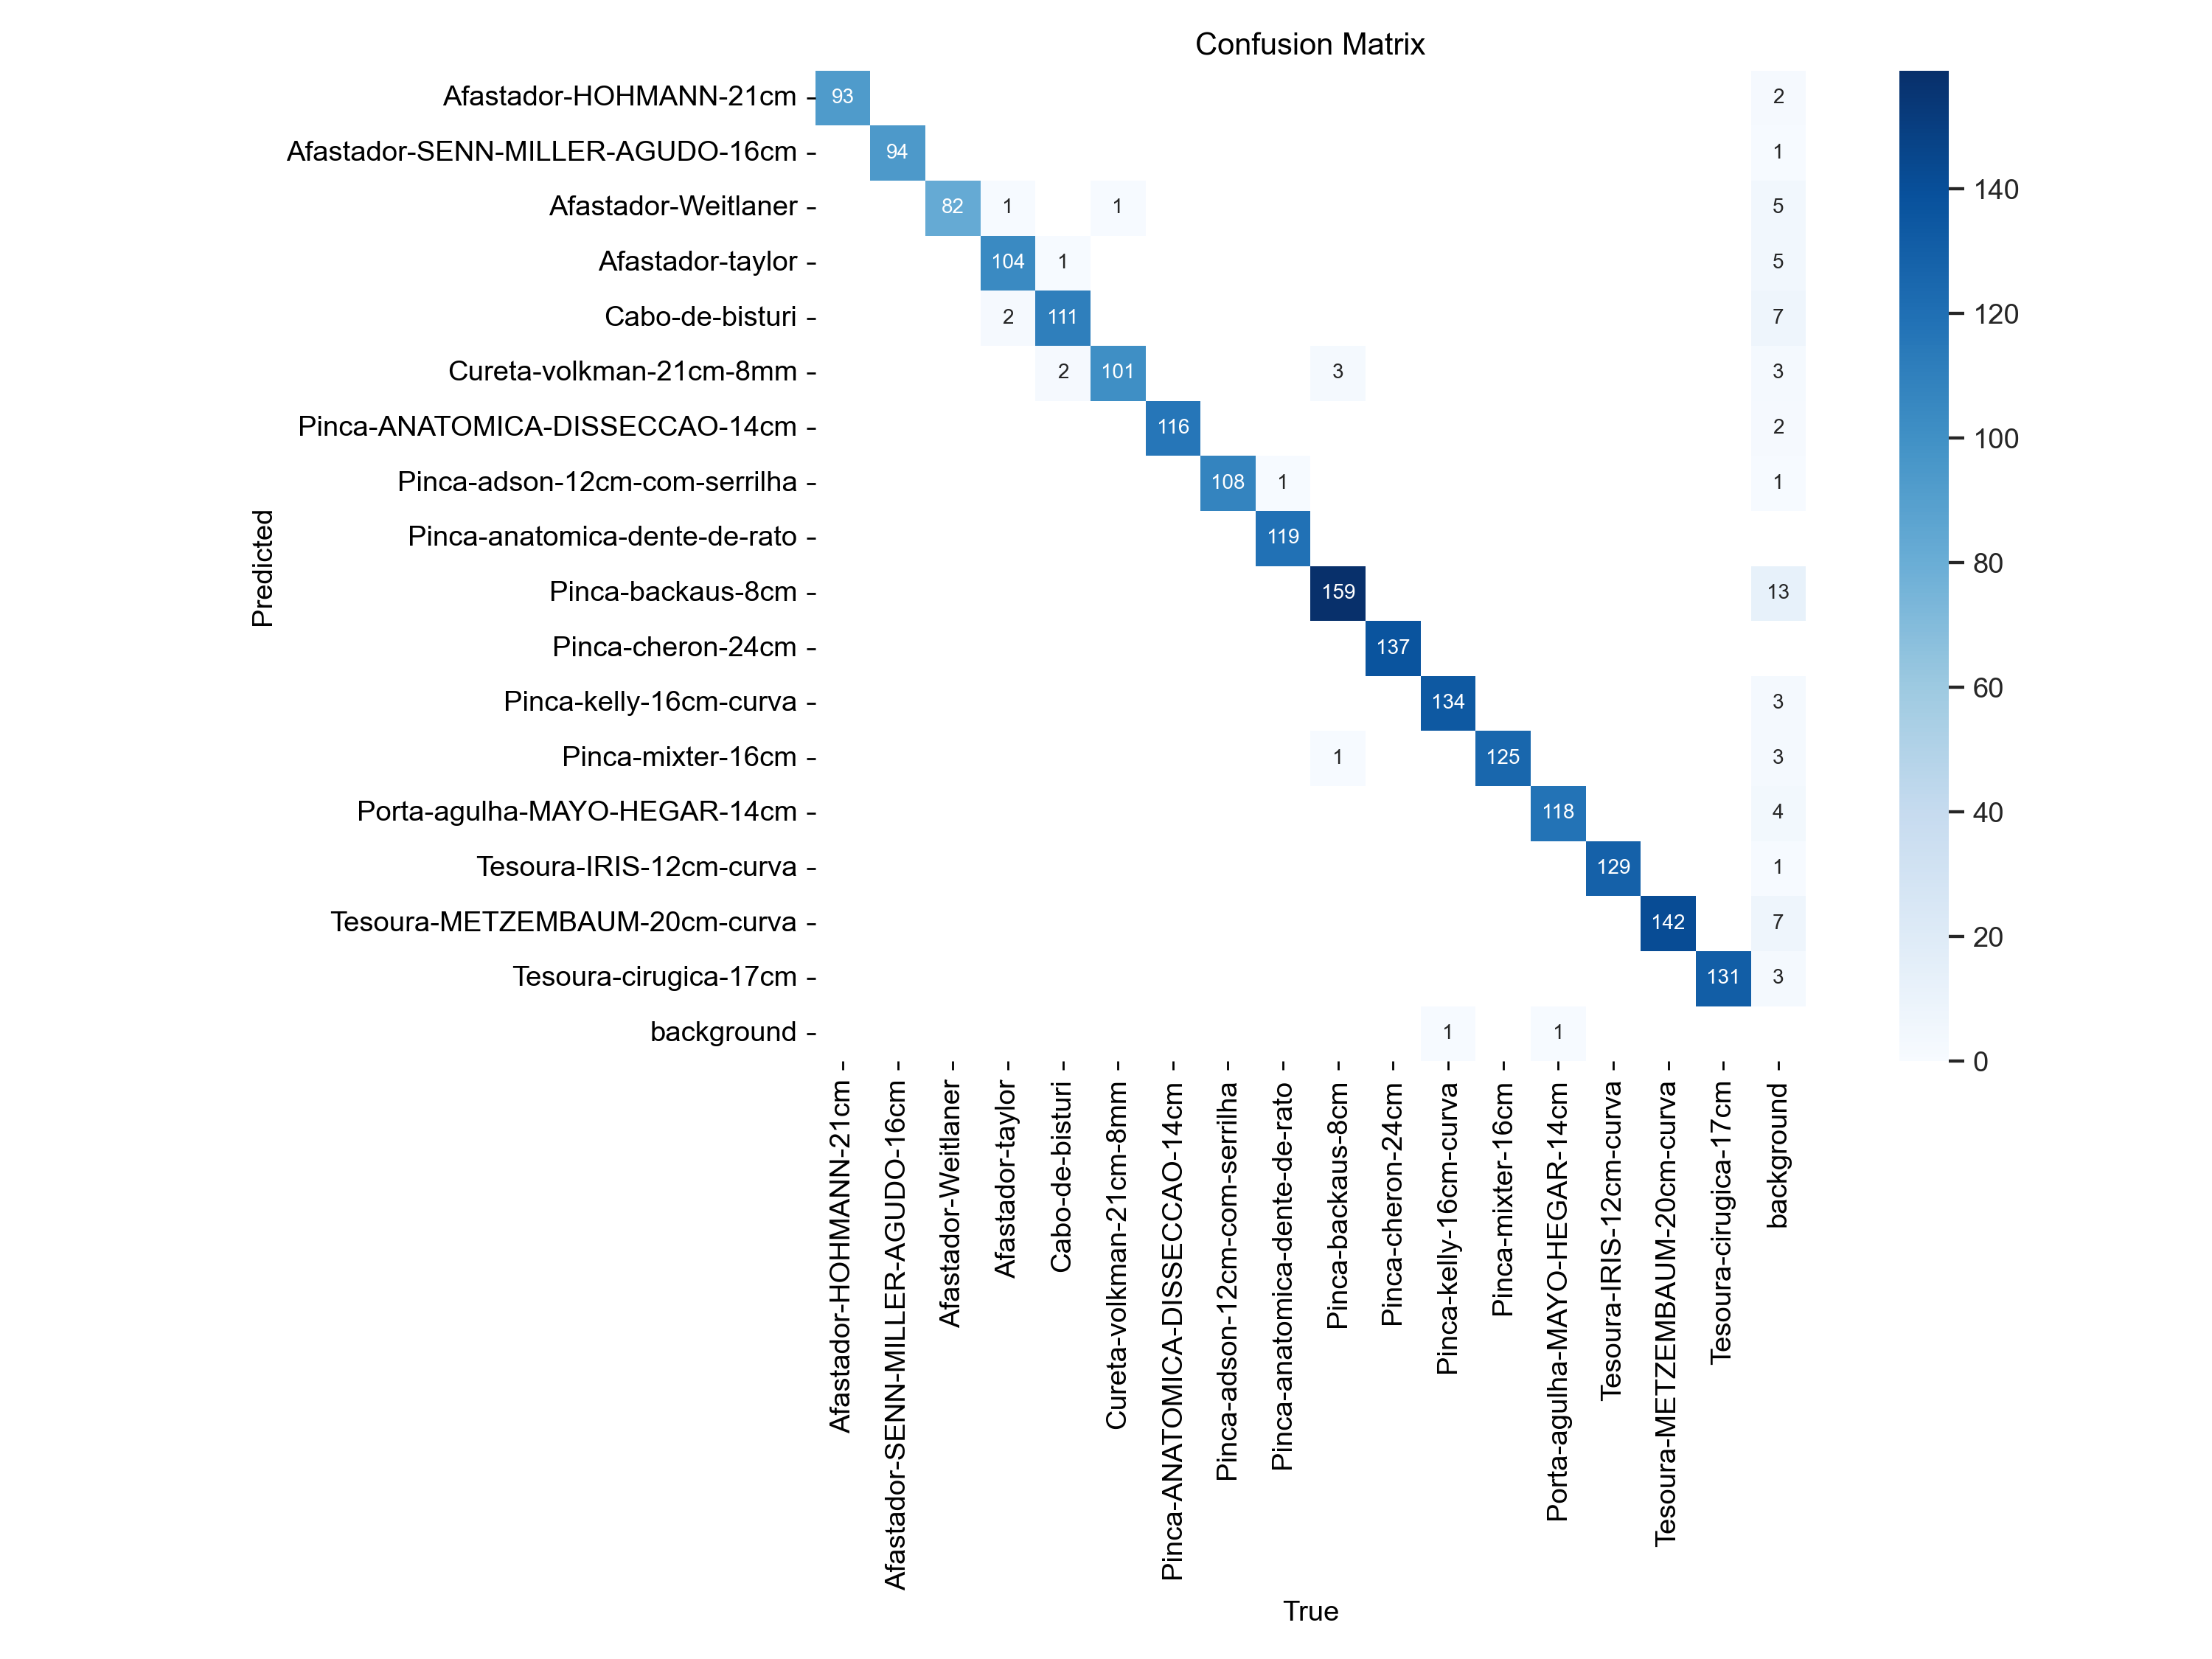 Confusion Matrix
Afastador-HOHMANN-21cm 93 2
Afastador-SENN-MILLER-AGUDO-16cm 94 1
Afastador-Weitlaner 82 1 1 5
Afastador-taylor 104 1 5
Cabo-de-bisturi 2 111 7
Cureta-volkman-21cm-8mm 2 101 3 3
Pinca-ANATOMICA-DISSECCAO-14cm 116 2
Pinca-adson-12cm-com-serrilha 108 1 1
Pinca-anatomica-dente-de-rato 119
Pinca-backaus-8cm 159 13
Pinca-cheron-24cm 137
Pinca-kelly-16cm-curva 134 3
Pinca-mixter-16cm 1 125 3
Porta-agulha-MAYO-HEGAR-14cm 118 4
Tesoura-IRIS-12cm-curva 129 1
Tesoura-METZEMBAUM-20cm-curva 142 7
Tesoura-cirugica-17cm 131 3
background 1 1
Predicted
Afastador-HOHMANN-21cm
Afastador-SENN-MILLER-AGUDO-16cm
Afastador-Weitlaner
Afastador-taylor
Cabo-de-bisturi
Cureta-volkman-21cm-8mm
Pinca-ANATOMICA-DISSECCAO-14cm
Pinca-adson-12cm-com-serrilha
Pinca-anatomica-dente-de-rato
Pinca-backaus-8cm
Pinca-cheron-24cm
Pinca-kelly-16cm-curva
Pinca-mixter-16cm
Porta-agulha-MAYO-HEGAR-14cm
Tesoura-IRIS-12cm-curva
Tesoura-METZEMBAUM-20cm-curva
Tesoura-cirugica-17cm
background
True
140
120
100
80
60
40
20
0